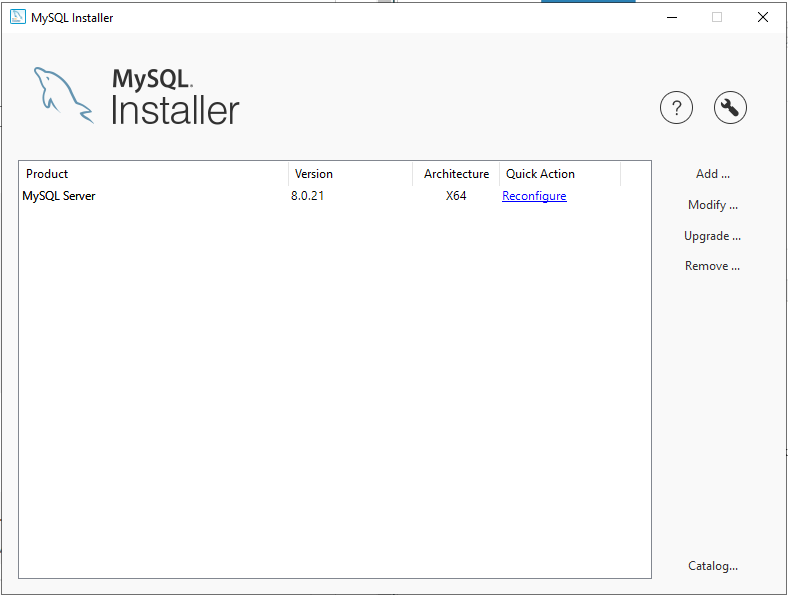 MySQL Installer
MySQL.
Installer
?
Product Version Architecture Quick Action
MySQL Server 8.0.21 X64 Reconfigure
Add ...
Modify ...
Upgrade ...
Remove ...
Catalog...